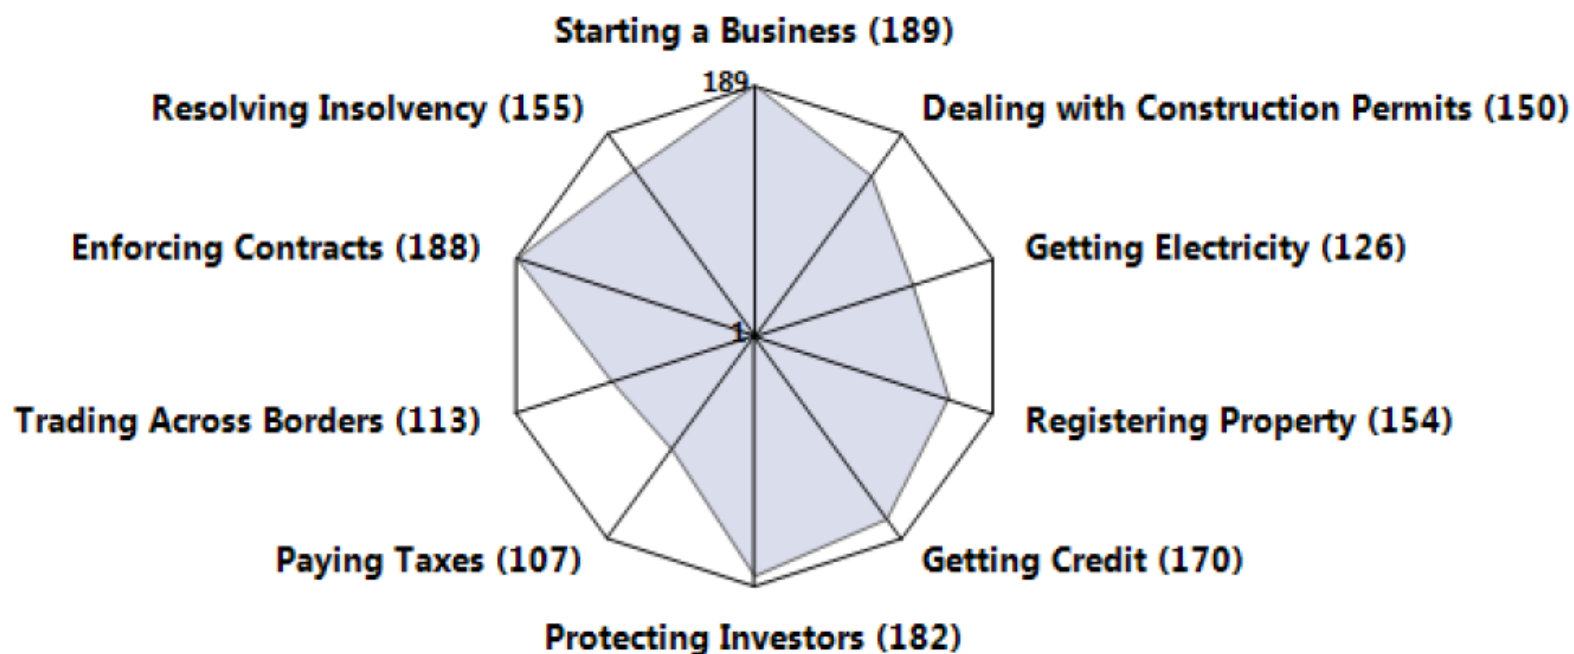 Starting a Business (189)
189
Resolving Insolvency (155)
Dealing with Construction Permits (150)
Enforcing Contracts (188)
Getting Electricity (126)
1
Trading Across Borders (113)
Registering Property (154)
Paying Taxes (107)
Getting Credit (170)
Protecting Investors (182)